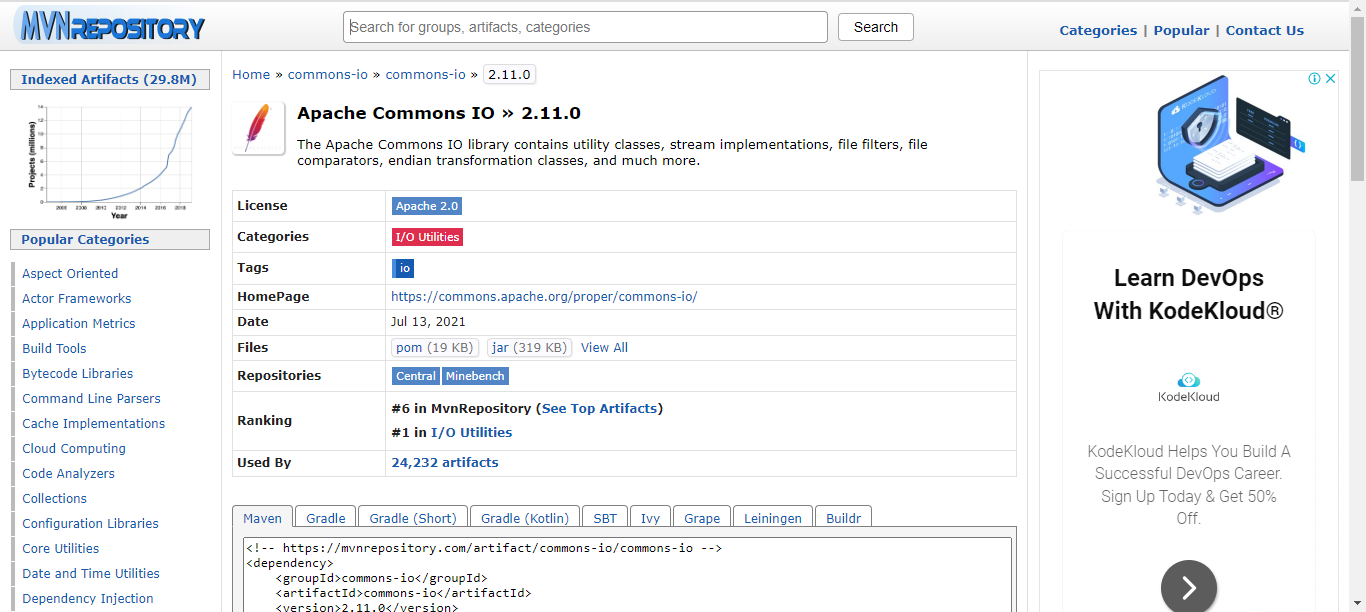 MVNREPOSITORY
Search for groups, artifacts, categories
Search
Categories | Popular | Contact Us
Indexed Artifacts (29.8M)
Projects (millions)
Year
Popular Categories
Aspect Oriented
Actor Frameworks
Application Metrics
Build Tools
Bytecode Libraries
Command Line Parsers
Cache Implementations
Cloud Computing
Code Analyzers
Collections
Configuration Libraries
Core Utilities
Date and Time Utilities
Dependency Injection
Home » commons-io » commons-io » 2.11.0
Apache Commons IO » 2.11.0
The Apache Commons IO library contains utility classes, stream implementations, file filters, file
comparators, endian transformation classes, and much more.
License Apache 2.0
Categories I/O Utilities
Tags io
HomePage https://commons.apache.org/proper/commons-io/
Date Jul 13, 2021
Files pom (19 KB) jar (319 KB) View All
Repositories Central Minebench
Ranking #6 in MvnRepository (See Top Artifacts)
#1 in I/O Utilities
Used By 24,232 artifacts
Maven Gradle Gradle (Short) Gradle (Kotlin) SBT Ivy Grape Leiningen Buildr
<!-- https://mvnrepository.com/artifact/commons-io/commons-io -->
<dependency>
<groupId>commons-io</groupId>
<artifactId>commons-io</artifactId>
<version>2.11.0</version>
KodeKloud
Learn DevOps
With KodeKloud®
KodeKloud
KodeKloud Helps You Build A
Successful DevOps Career.
Sign Up Today & Get 50%
Off.